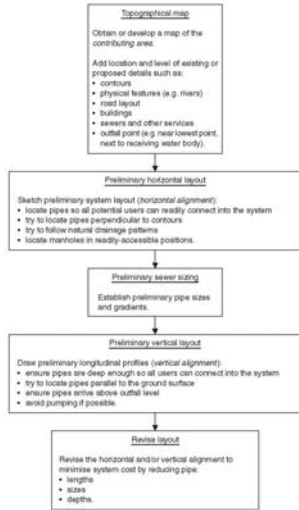 Topographical map
Obtain or develop a map of the
contributing area.
Add location and level of existing or
proposed details such as:
• contours
• physical features (e.g. rivers)
• road layout
• buildings
• sewers and other services
• outfall point (e.g. near lowest point,
next to receiving water body).
Preliminary horizontal layout
Sketch preliminary system layout (horizontal alignment):
• locate pipes so all potential users can readily connect into the system
• try to locate pipes perpendicular to contours
• try to follow natural drainage patterns
• locate manholes in readily-accessible positions.
Preliminary sewer sizing
Establish preliminary pipe sizes
and gradients.
Preliminary vertical layout
Draw preliminary longitudinal profiles (vertical alignment):
• ensure pipes are deep enough so all users can connect into the system
• try to locate pipes parallel to the ground surface
• ensure pipes arrive above outfall level
• avoid pumping if possible.
Revise layout
Revise the horizontal and/or vertical alignment to
minimise system cost by reducing pipe:
• lengths
• sizes
• depths.